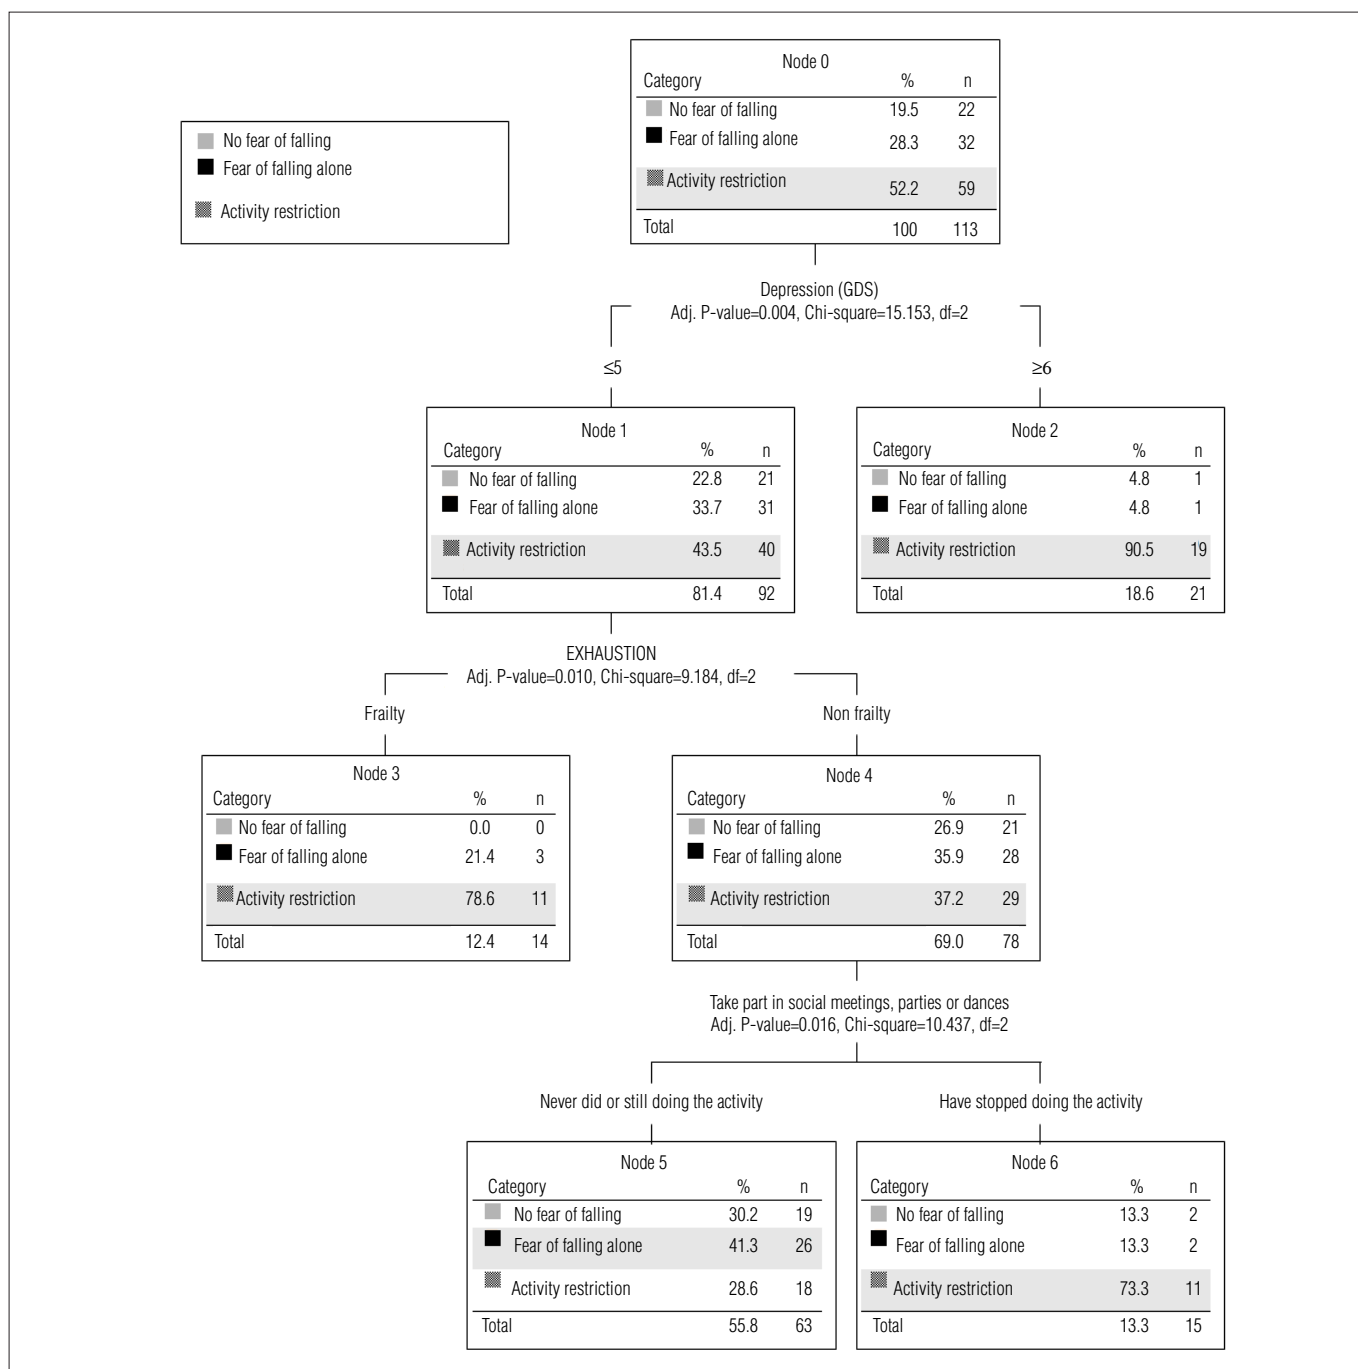 No fear of falling
Fear of falling alone
Activity restriction
Node 0
Category % n
No fear of falling 19.5 22
Fear of falling alone 28.3 32
Activity restriction 52.2 59
Total 100 113
Depression (GDS)
Adj. P-value=0.004, Chi-square=15.153, df=2
≤5
≥6
Node 1
Category % n
No fear of falling 22.8 21
Fear of falling alone 33.7 31
Activity restriction 43.5 40
Total 81.4 92
Node 2
Category % n
No fear of falling 4.8 1
Fear of falling alone 4.8 1
Activity restriction 90.5 19
Total 18.6 21
EXHAUSTION
Adj. P-value=0.010, Chi-square=9.184, df=2
Frailty
Non frailty
Node 3
Category % n
No fear of falling 0.0 0
Fear of falling alone 21.4 3
Activity restriction 78.6 11
Total 12.4 14
Node 4
Category % n
No fear of falling 26.9 21
Fear of falling alone 35.9 28
Activity restriction 37.2 29
Total 69.0 78
Take part in social meetings, parties or dances
Adj. P-value=0.016, Chi-square=10.437, df=2
Never did or still doing the activity
Have stopped doing the activity
Node 5
Category % n
No fear of falling 30.2 19
Fear of falling alone 41.3 26
Activity restriction 28.6 18
Total 55.8 63
Node 6
Category % n
No fear of falling 13.3 2
Fear of falling alone 13.3 2
Activity restriction 73.3 11
Total 13.3 15